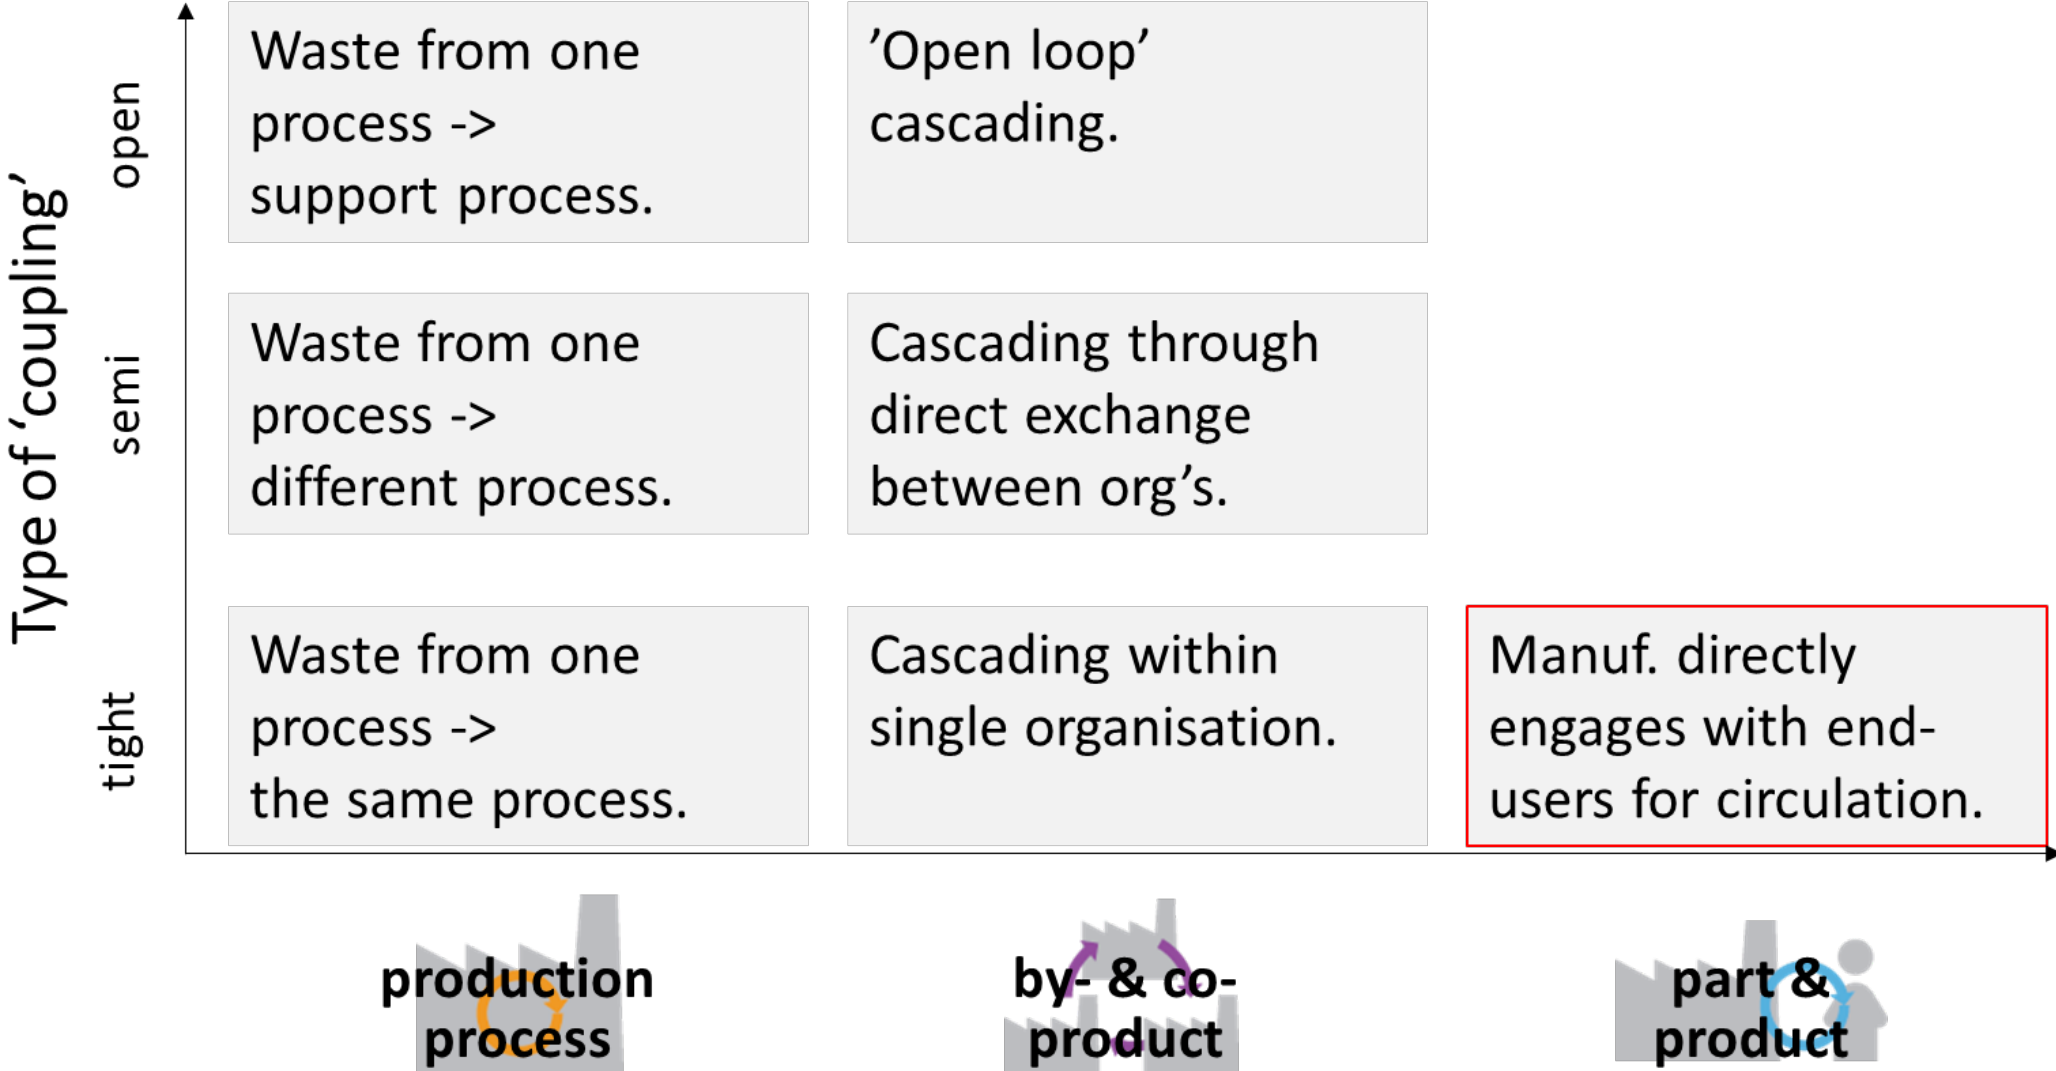 Type of ‘coupling’
open
semi
tight
Waste from one
process ->
support process.
’Open loop’
cascading.
Waste from one
process ->
different process.
Cascading through
direct exchange
between org’s.
Waste from one
process ->
the same process.
Cascading within
single organisation.
Manuf. directly
engages with end-
users for circulation.
production
process
by- & co-
product
part &
product